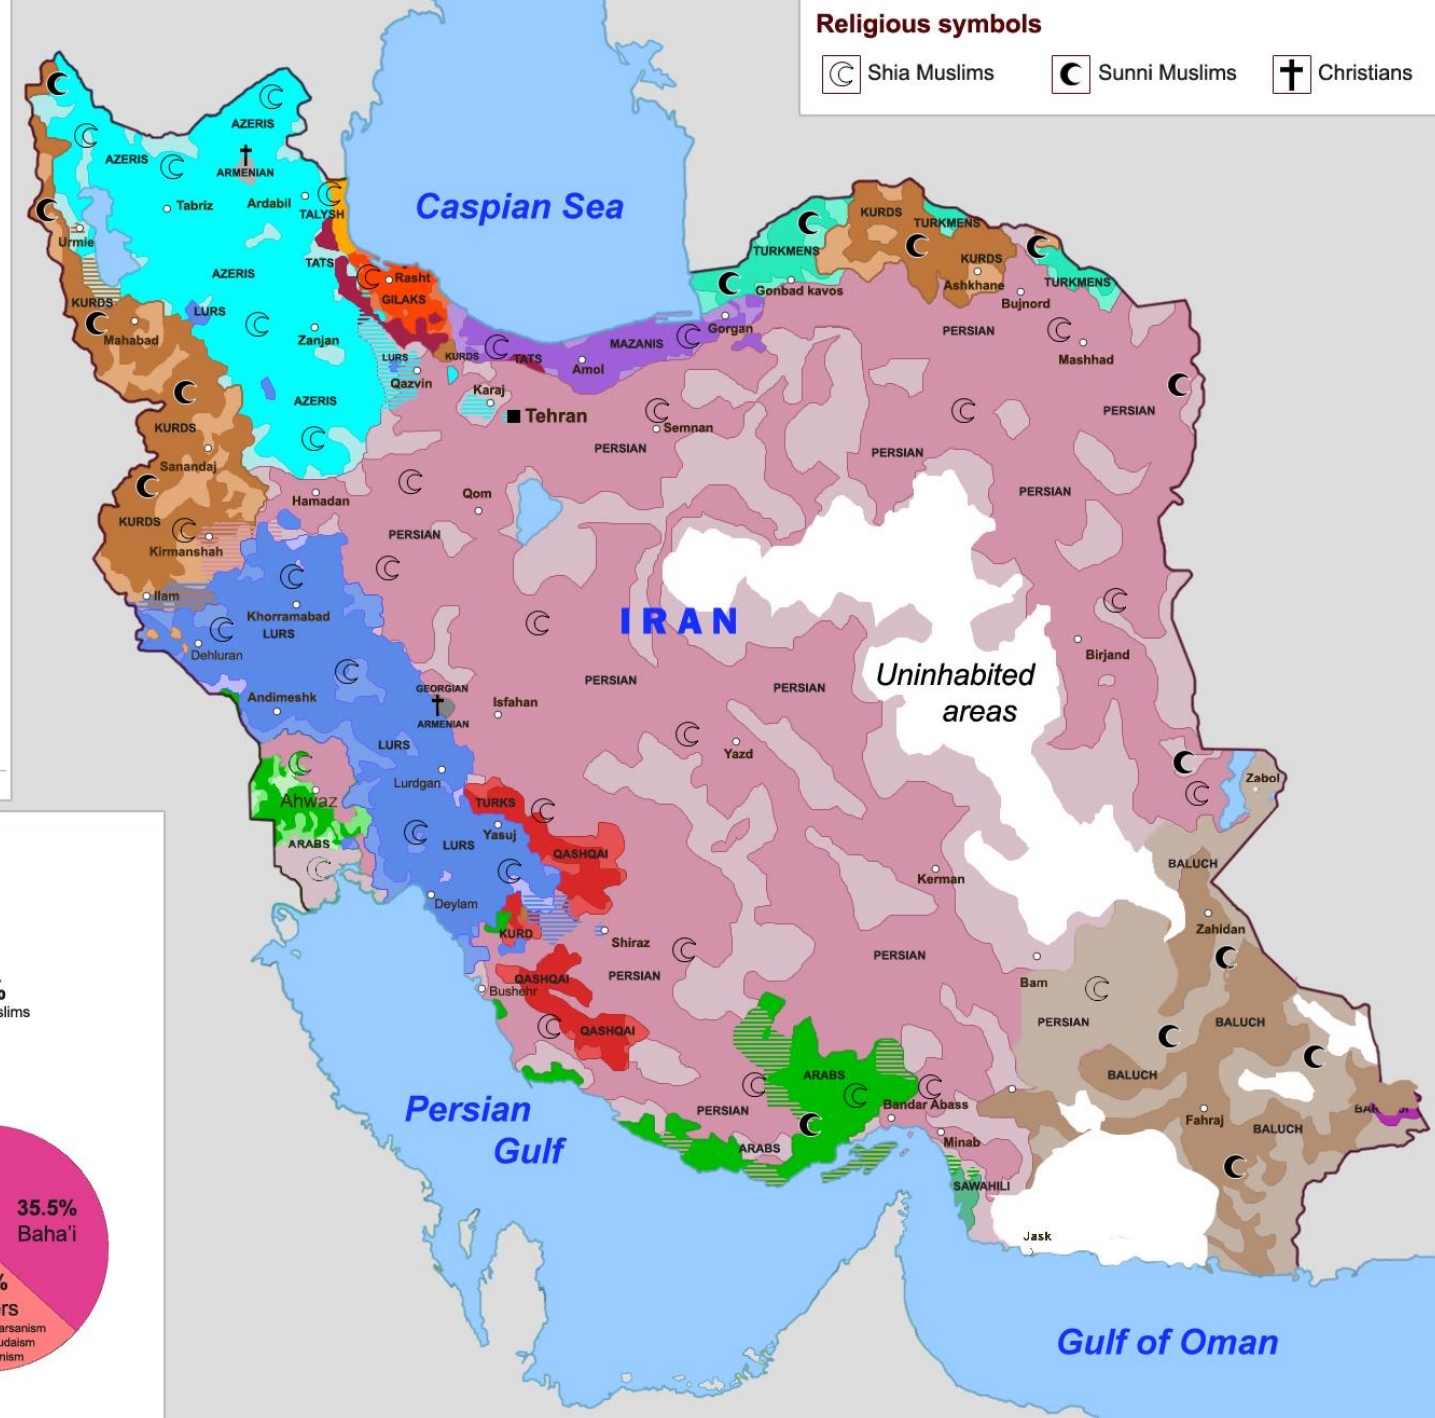 Religious symbols
Shia Muslims
Sunni Muslims
Christians
AZERIS
AZERIS
ARMENIAN
Tabriz
Ardabil
TALYSH
Caspian Sea
Urmie
TATS
AZERIS
Rasht
GILAKS
KURDS
LURS
Mahabad
Zanjan
LURS
KURDS
TATS
MAZANIS
Gorgan
Qazvin
Amol
Karaj
Tehran
AZERIS
KURDS
TURKMENS
TURKMENS
KURDS
Ashkhane
TURKMENS
Gonbad kavos
Bujnord
PERSIAN
Mashhad
PERSIAN
KURDS
Semnan
PERSIAN
PERSIAN
Sanandaj
Hamadan
Qom
PERSIAN
KURDS
PERSIAN
Kirmanshah
Ilam
Khorramabad
LURS
IRAN
Dehluran
Birjand
GEORGIAN
PERSIAN
PERSIAN
Uninhabited
areas
Andimeshk
Isfahan
ARMENIAN
LURS
Yazd
Lurdgan
Zabol
Ahwaz
TURKS
Yasuj
ARABS
LURS
QASHQAI
BALUCH
Kerman
Deylam
Zahidan
KURD
Shiraz
PERSIAN
PERSIAN
QASHQAI
Bushehr
Bam
PERSIAN
BALUCH
QASHQAI
ARABS
BALUCH
Persian
Gulf
PERSIAN
Bandar Abass
Fahraj
BALUCH
ARABS
Minab
SAWAHILI
Jask
Gulf of Oman
%
slims
35.5%
Baha'i
%
ers
arsanism
udaism
nism